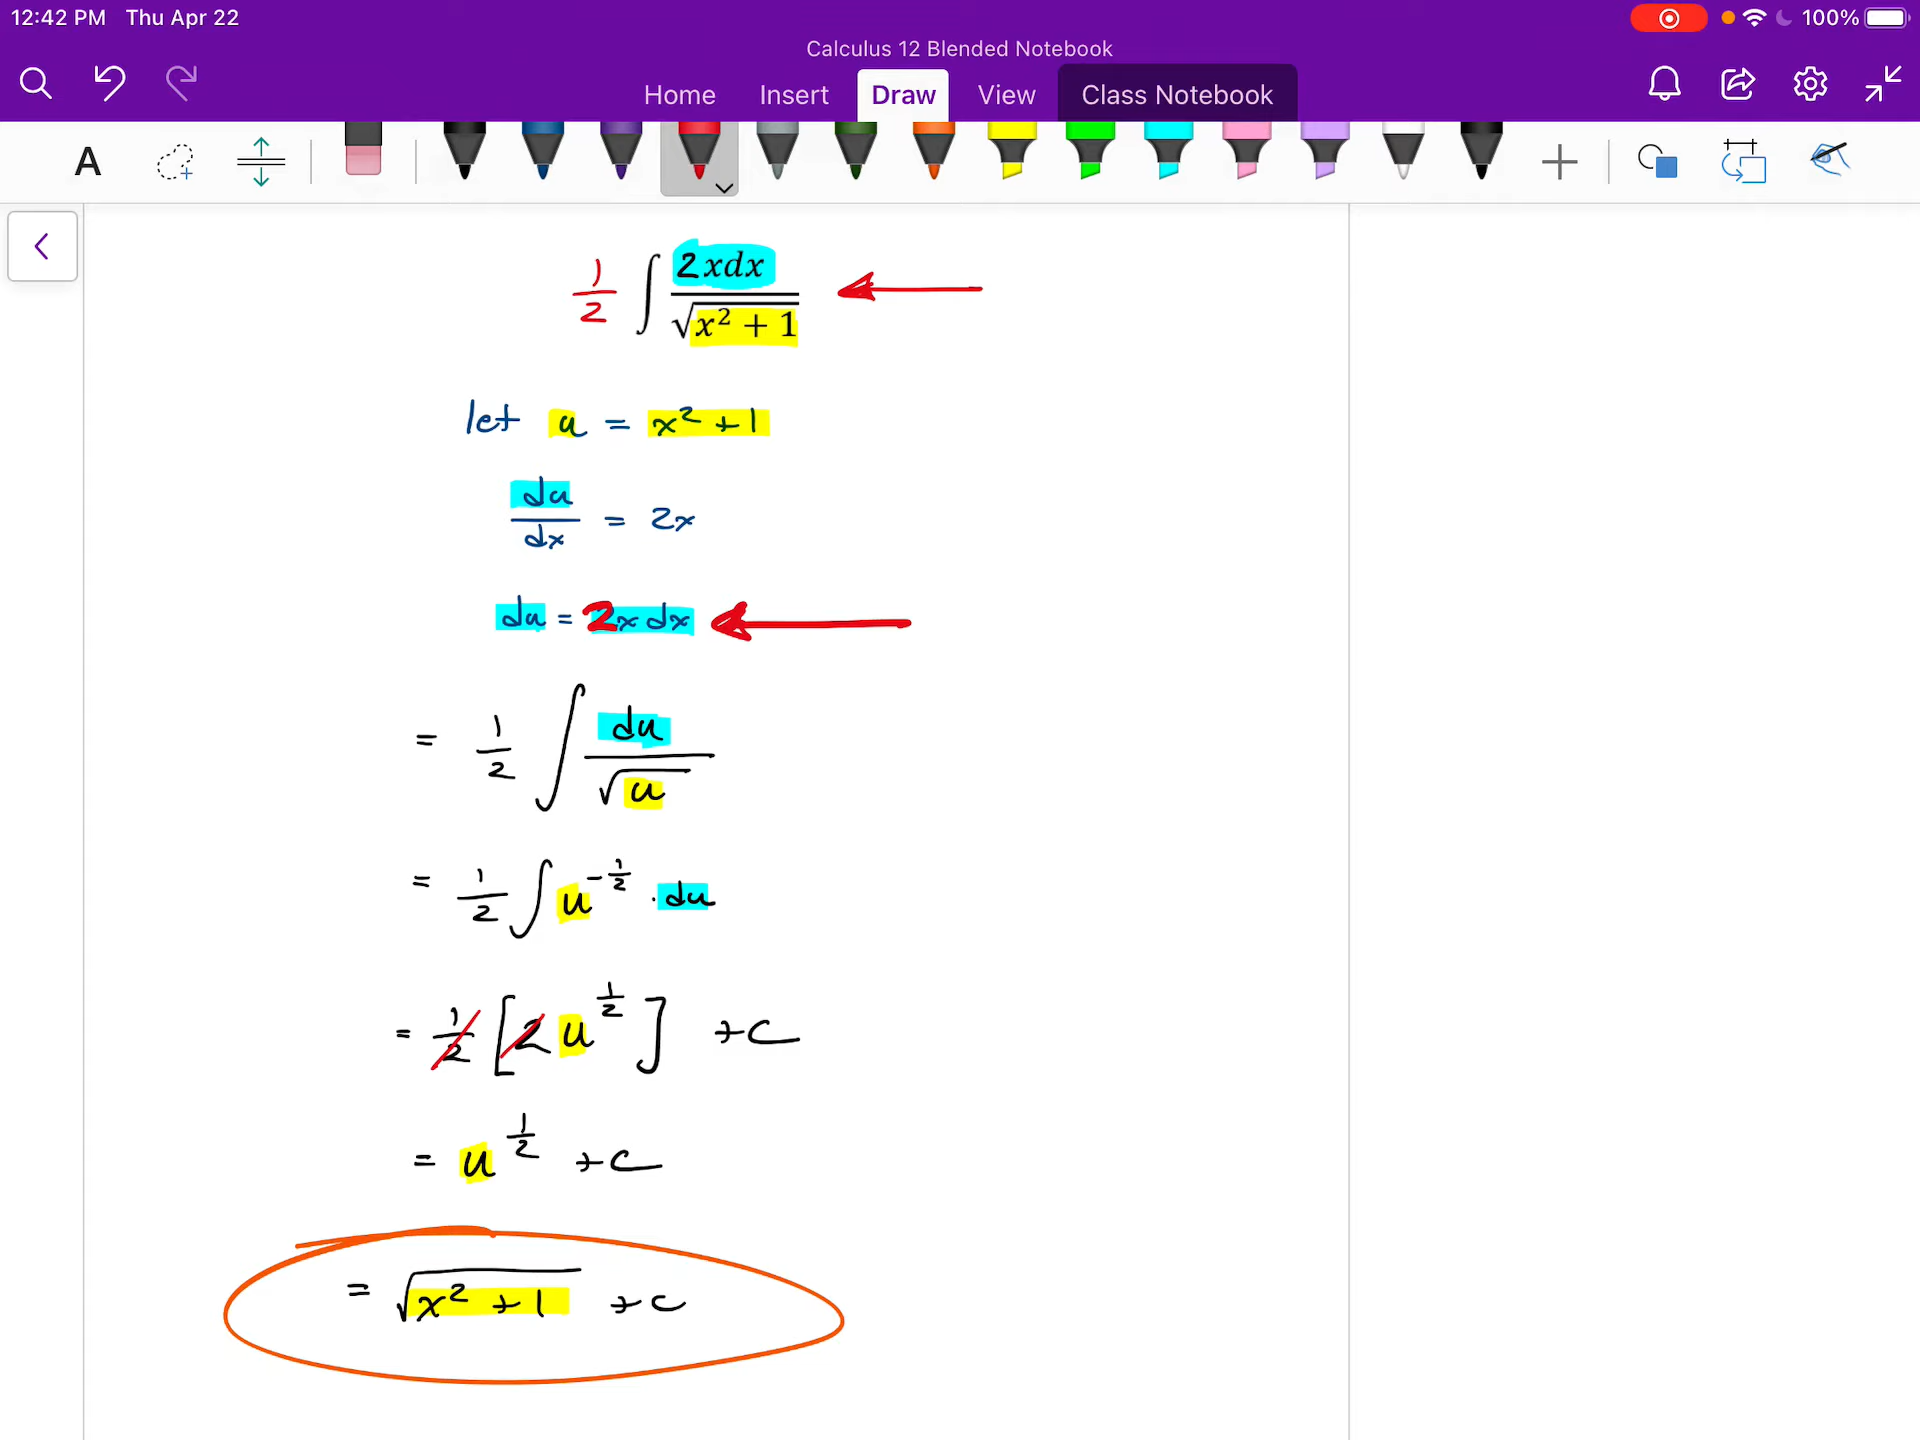 12:42 PM Thu Apr 22
100%
Calculus 12 Blended Notebook
Home Insert Draw View Class Notebook
A
1/2 ∫ 2xdx/√(x² + 1)
let u = x² + 1
du/dx = 2x
du = 2x dx
= 1/2 ∫ du/√u
= 1/2 ∫ u^(-1/2) · du
= 1/2 [2 u^(1/2)] + C
= u^(1/2) + C
= √(x² + 1) + C